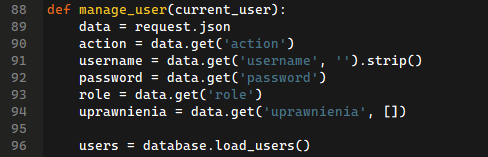 88 def manage_user(current_user):
89     data = request.json
90     action = data.get('action')
91     username = data.get('username', '').strip()
92     password = data.get('password')
93     role = data.get('role')
94     uprawnienia = data.get('uprawnienia', [])
95
96     users = database.load_users()